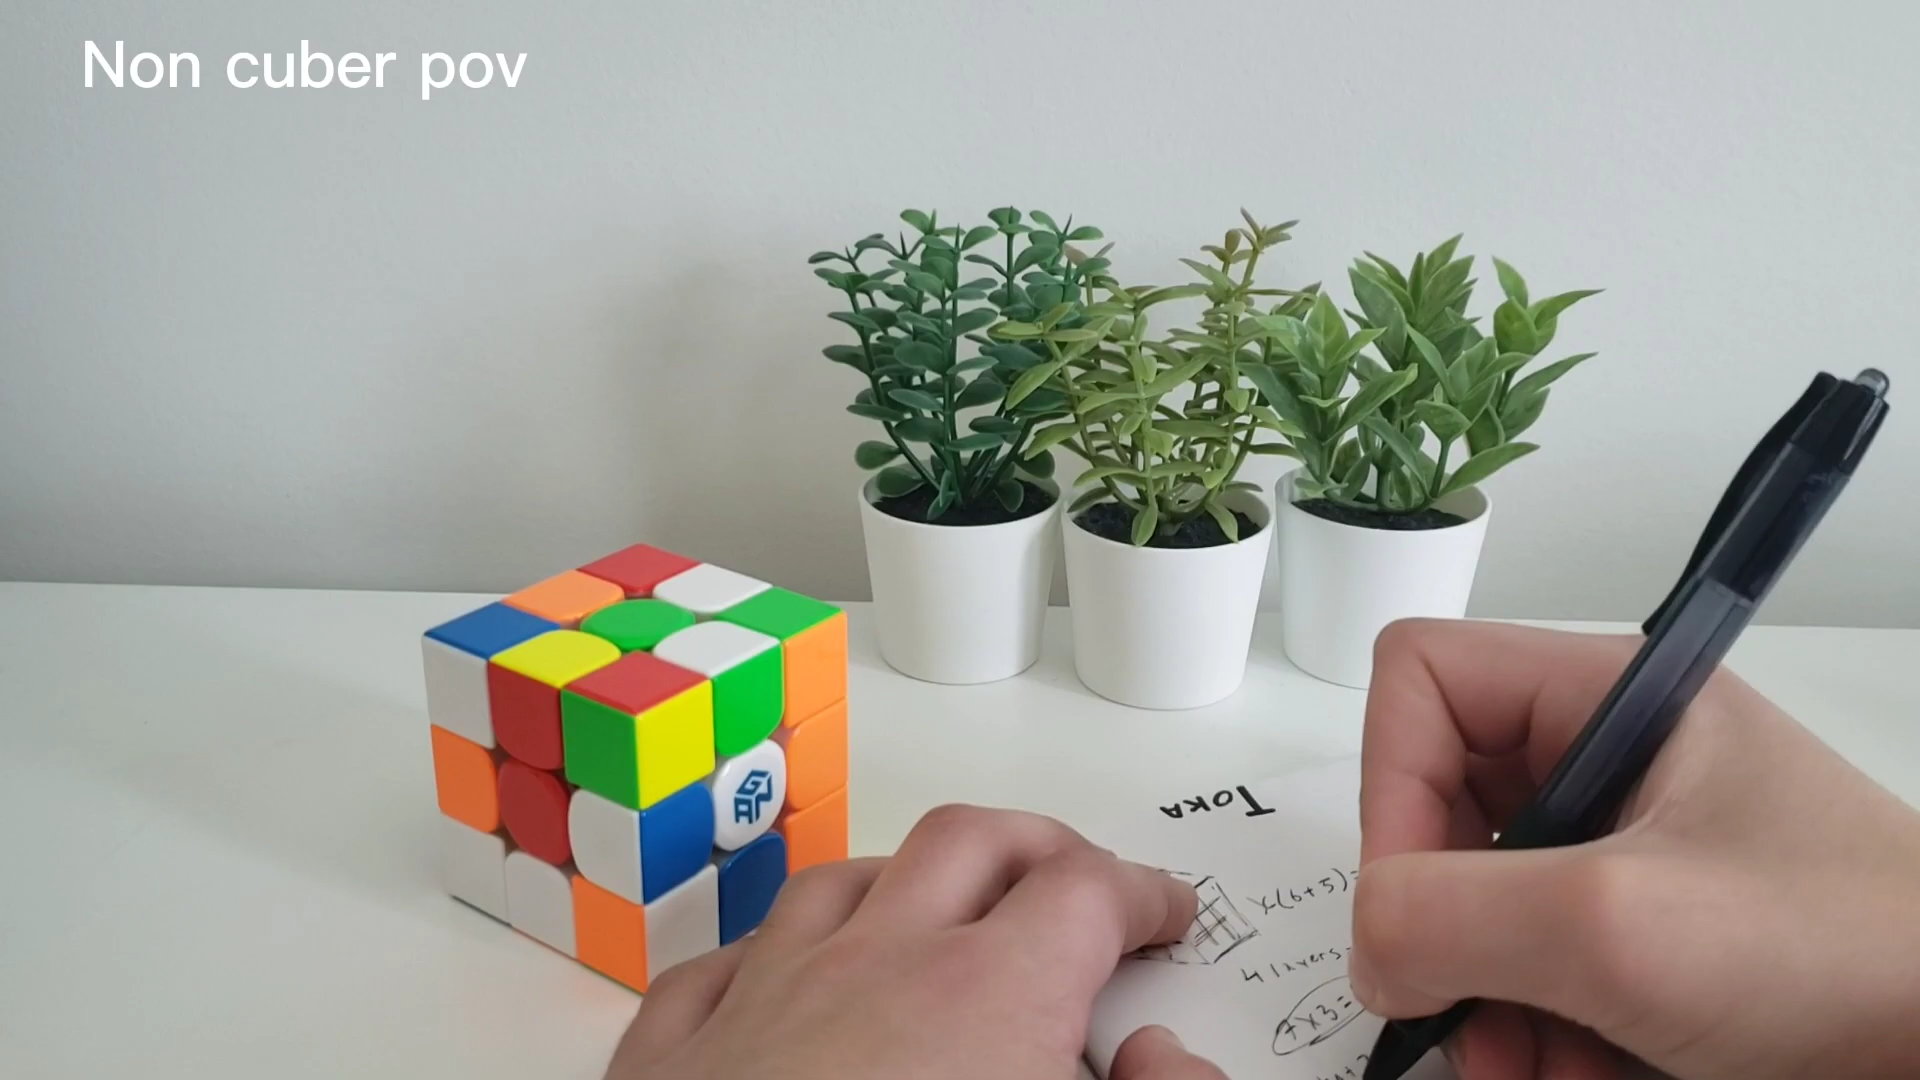 Non cuber pov
GAN
TOKA
x-(6+5)=
4 layers-
7x3=